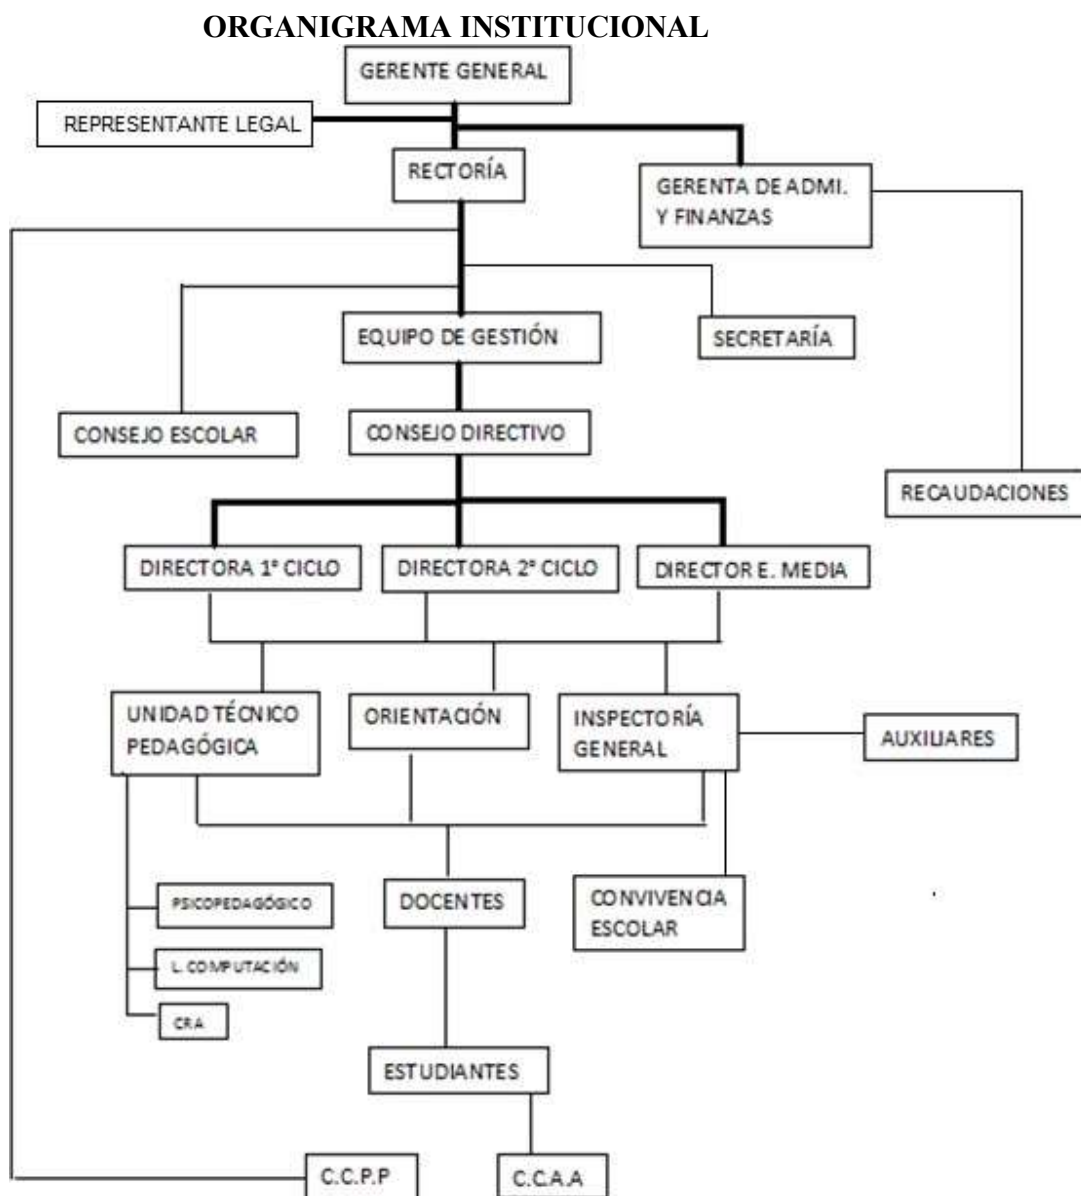 ORGANIGRAMA INSTITUCIONAL
GERENTE GENERAL
REPRESENTANTE LEGAL
RECTORÍA
GERENTA DE ADMI.
Y FINANZAS
EQUIPO DE GESTIÓN
SECRETARÍA
CONSEJO ESCOLAR
CONSEJO DIRECTIVO
RECAUDACIONES
DIRECTORA 1° CICLO
DIRECTORA 2° CICLO
DIRECTOR E. MEDIA
UNIDAD TÉCNICO
PEDAGÓGICA
ORIENTACIÓN
INSPECTORÍA
GENERAL
AUXILIARES
PSICOPEDAGÓGICO
DOCENTES
CONVIVENCIA
ESCOLAR
L. COMPUTACIÓN
CRA
ESTUDIANTES
C.C.P.P
C.C.A.A